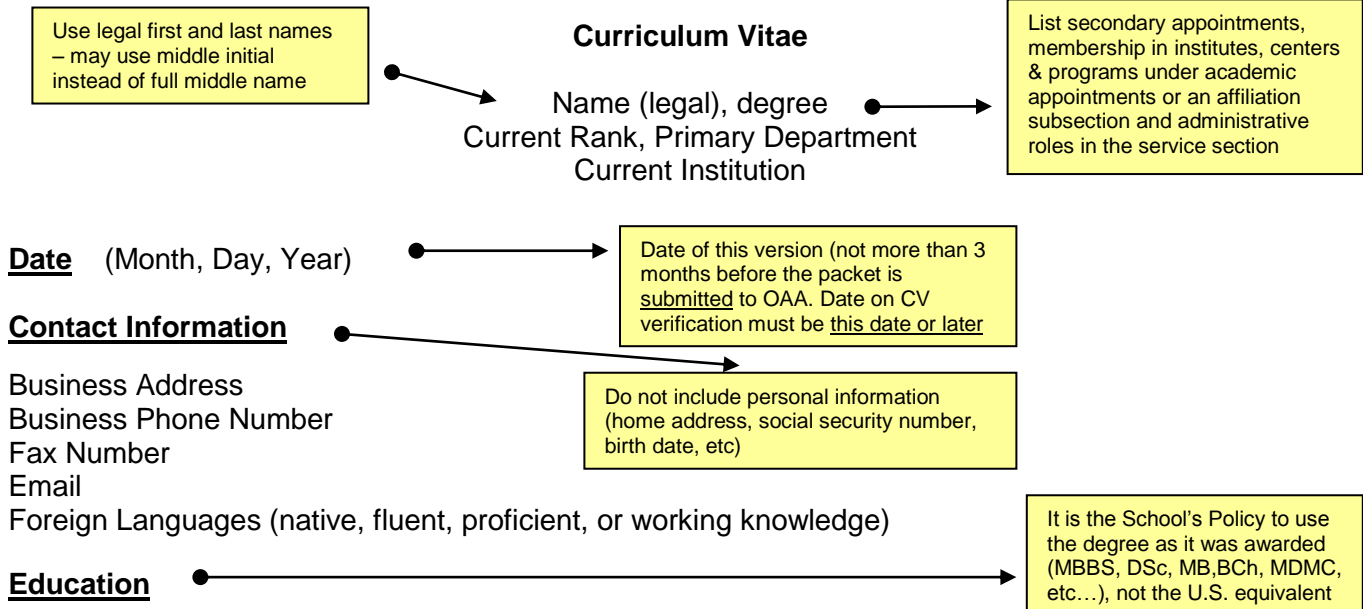 Use legal first and last names
– may use middle initial
instead of full middle name
Curriculum Vitae
List secondary appointments,
membership in institutes, centers
& programs under academic
appointments or an affiliation
subsection and administrative
roles in the service section
Name (legal), degree
Current Rank, Primary Department
Current Institution
Date (Month, Day, Year)
Date of this version (not more than 3
months before the packet is
submitted to OAA. Date on CV
verification must be this date or later
Contact Information
Do not include personal information
(home address, social security number,
birth date, etc)
Business Address
Business Phone Number
Fax Number
Email
Foreign Languages (native, fluent, proficient, or working knowledge)
It is the School’s Policy to use
the degree as it was awarded
(MBBS, DSc, MB,BCh, MDMC,
etc…), not the U.S. equivalent
Education